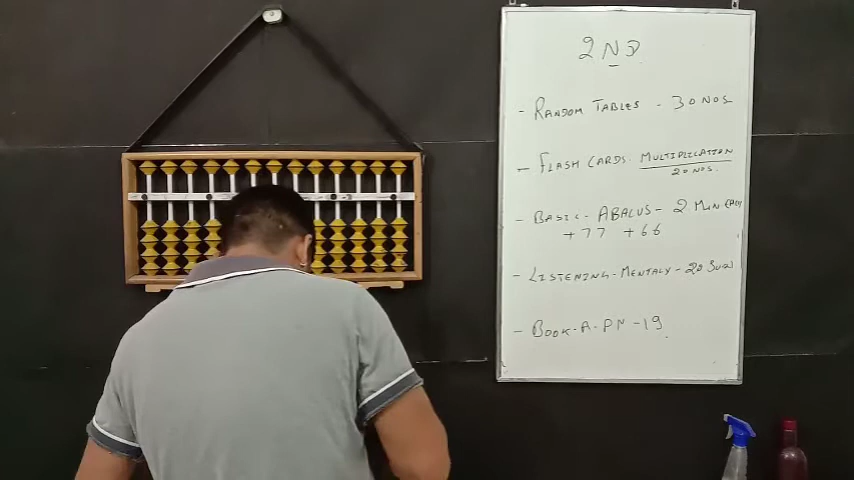 2ND
- RANDOM TABLES - 30 NOS
- FLASH CARDS. MULTIPLICATION
20 NOS.
- BASIC - ABACUS - 2 MIN EACH
+77 +66
- LISTENING - MENTALY - 20 SUMS
- BOOK - A - PN - 19